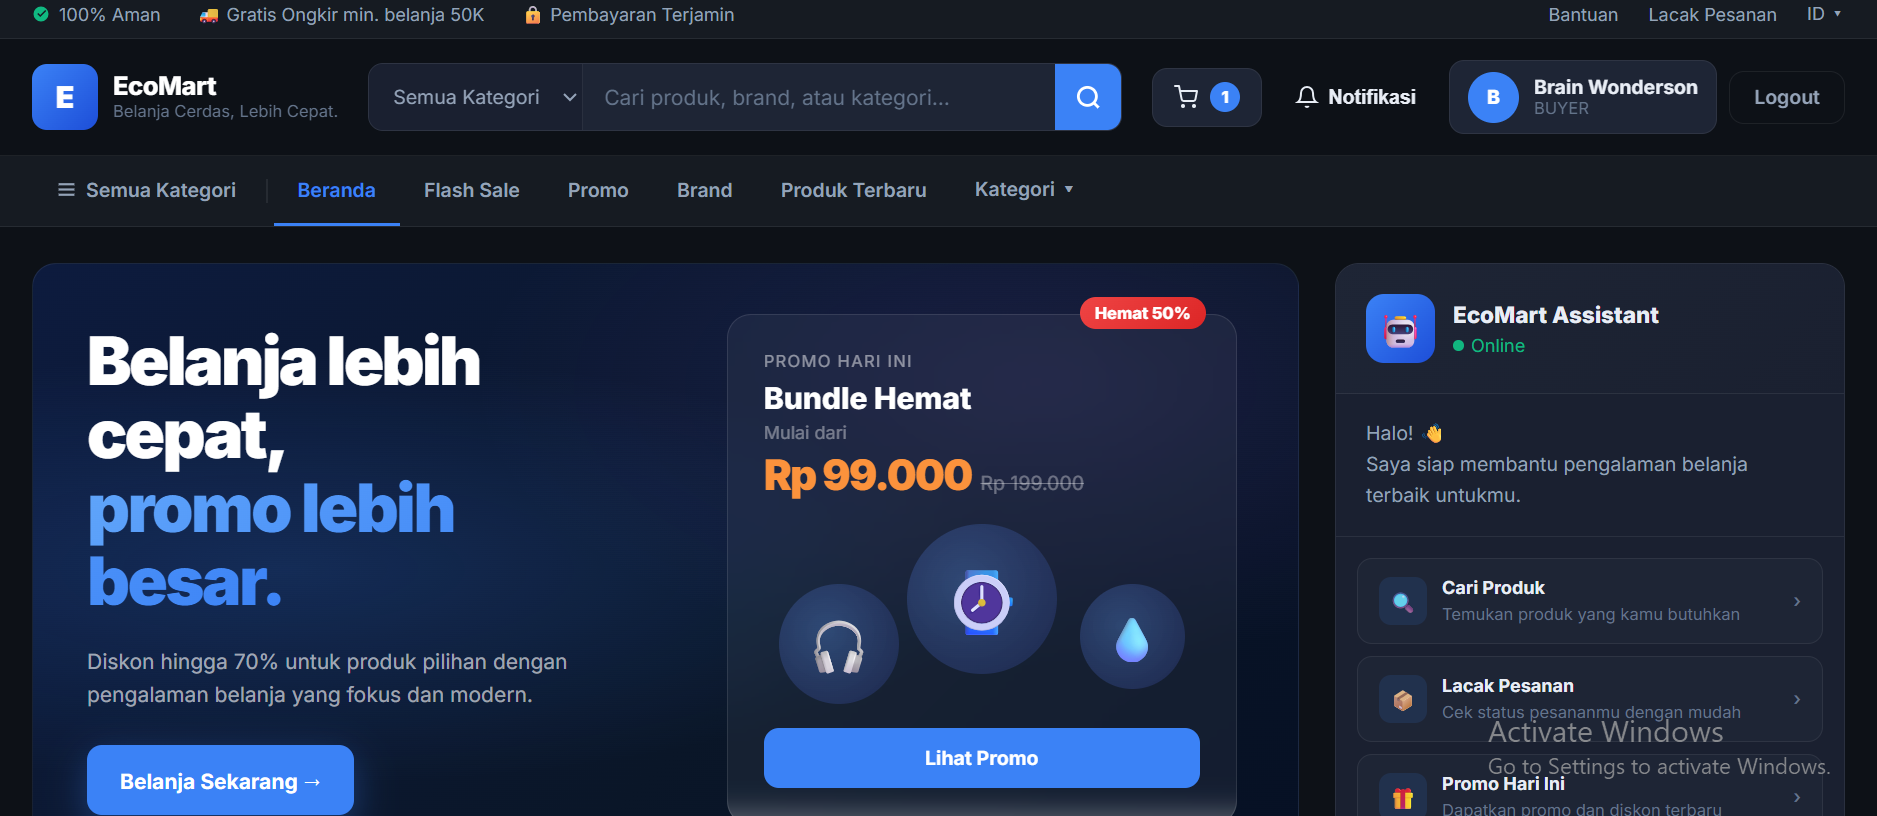 100% Aman
Gratis Ongkir min. belanja 50K
Pembayaran Terjamin
Bantuan
Lacak Pesanan
ID
E
EcoMart
Belanja Cerdas, Lebih Cepat.
Semua Kategori
Cari produk, brand, atau kategori...
1
Notifikasi
B
Brain Wonderson
BUYER
Logout
Semua Kategori
Beranda
Flash Sale
Promo
Brand
Produk Terbaru
Kategori
Belanja lebih
cepat,
promo lebih
besar.
Diskon hingga 70% untuk produk pilihan dengan
pengalaman belanja yang fokus dan modern.
Belanja Sekarang →
Hemat 50%
PROMO HARI INI
Bundle Hemat
Mulai dari
Rp 99.000 Rp 199.000
Lihat Promo
EcoMart Assistant
Online
Halo! 👋
Saya siap membantu pengalaman belanja
terbaik untukmu.
Cari Produk
Temukan produk yang kamu butuhkan
Lacak Pesanan
Cek status pesananmu dengan mudah
Activate Windows
Go to Settings to activate Windows.
Promo Hari Ini
Dapatkan promo dan diskon terbaru